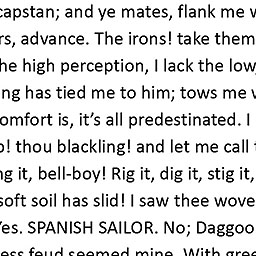 capstan; and ye mates, flank me w
rs, advance. The irons! take them
he high perception, I lack the low,
ng has tied me to him; tows me w
omfort is, it's all predestinated. I
! thou blackling! and let me call
g it, bell-boy! Rig it, dig it, stig it,
soft soil has slid! I saw thee wove
Yes. SPANISH SAILOR. No; Daggoo
ess feud seemed mine. With gree